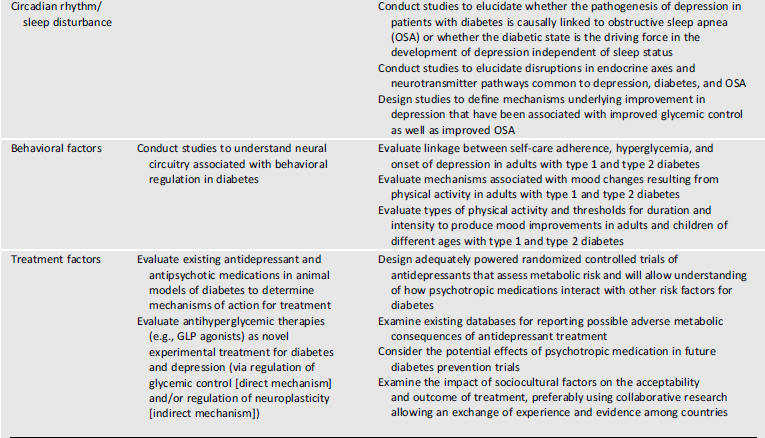 Circadian rhythm/
sleep disturbance
Conduct studies to elucidate whether the pathogenesis of depression in
patients with diabetes is causally linked to obstructive sleep apnea
(OSA) or whether the diabetic state is the driving force in the
development of depression independent of sleep status
Conduct studies to elucidate disruptions in endocrine axes and
neurotransmitter pathways common to depression, diabetes, and OSA
Design studies to define mechanisms underlying improvement in
depression that have been associated with improved glycemic control
as well as improved OSA
Behavioral factors
Conduct studies to understand neural
circuitry associated with behavioral
regulation in diabetes
Evaluate linkage between self-care adherence, hyperglycemia, and
onset of depression in adults with type 1 and type 2 diabetes
Evaluate mechanisms associated with mood changes resulting from
physical activity in adults with type 1 and type 2 diabetes
Evaluate types of physical activity and thresholds for duration and
intensity to produce mood improvements in adults and children of
different ages with type 1 and type 2 diabetes
Treatment factors
Evaluate existing antidepressant and
antipsychotic medications in animal
models of diabetes to determine
mechanisms of action for treatment
Evaluate antihyperglycemic therapies
(e.g., GLP agonists) as novel
experimental treatment for diabetes
and depression (via regulation of
glycemic control [direct mechanism]
and/or regulation of neuroplasticity
[indirect mechanism])
Design adequately powered randomized controlled trials of
antidepressants that assess metabolic risk and will allow understanding
of how psychotropic medications interact with other risk factors for
diabetes
Examine existing databases for reporting possible adverse metabolic
consequences of antidepressant treatment
Consider the potential effects of psychotropic medication in future
diabetes prevention trials
Examine the impact of sociocultural factors on the acceptability
and outcome of treatment, preferably using collaborative research
allowing an exchange of experience and evidence among countries